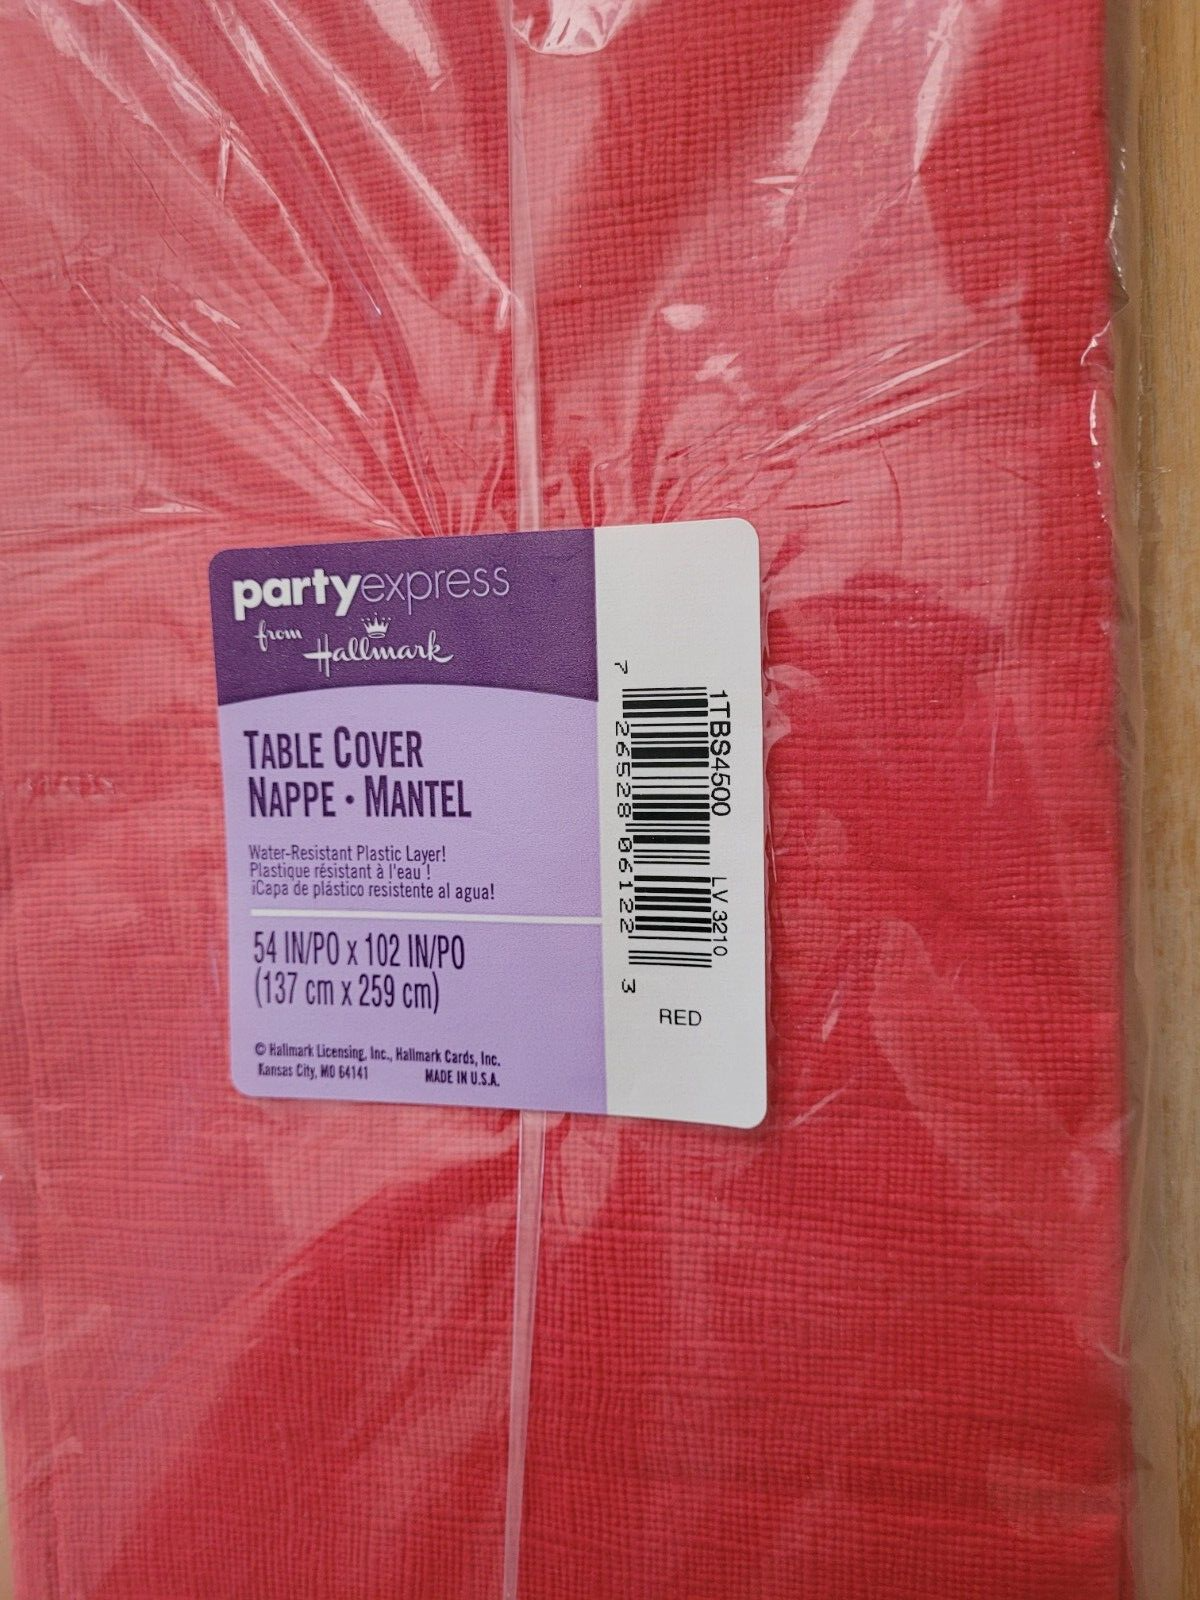 partyexpress
from Hallmark
TABLE COVER
NAPPE • MANTEL
Water-Resistant Plastic Layer!
Plastique résistant à l'eau !
¡Capa de plástico resistente al agua!
54 IN/PO x 102 IN/PO
(137 cm x 259 cm)
© Hallmark Licensing, Inc., Hallmark Cards, Inc.
Kansas City, MO 64141 MADE IN U.S.A.
1TBS4500 LV 3210
7 26528 06122 3
RED